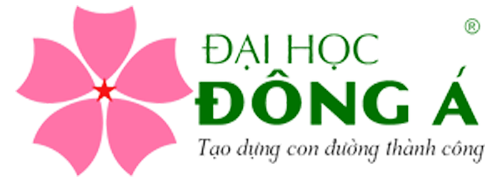 ĐẠI HỌC ®
ĐÔNG Á
Tạo dựng con đường thành công